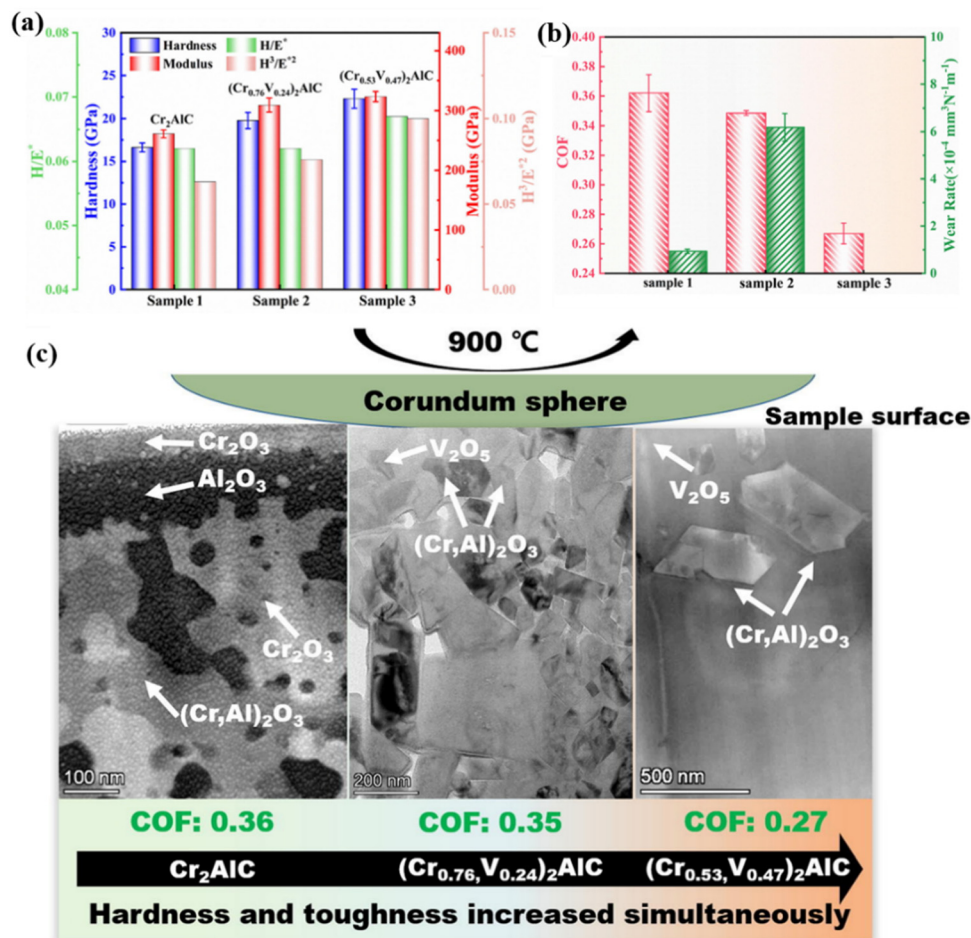 (a)
0.08
0.07
0.06
0.05
0.04
H/E*
30
25
20
15
10
5
0
Hardness (GPa)
Hardness
H/E*
Modulus
H³/E*²
Cr₂AlC
(Cr₀.₇₆V₀.₂₄)₂AlC
(Cr₀.₅₃V₀.₄₇)₂AlC
Sample 1
Sample 2
Sample 3
400
300
200
100
0
Modulus (GPa)
0.15
0.10
0.05
0.00
H³/E*² (GPa)
(b)
0.40
0.38
0.36
0.34
0.32
0.30
0.28
0.26
0.24
COF
sample 1
sample 2
sample 3
10
8
6
4
2
0
Wear Rate(×10⁻⁴ mm³N⁻¹m⁻¹)
(c)
900 ℃
Corundum sphere
Sample surface
Cr₂O₃
Al₂O₃
Cr₂O₃
(Cr,Al)₂O₃
100 nm
V₂O₅
(Cr,Al)₂O₃
200 nm
V₂O₅
(Cr,Al)₂O₃
500 nm
COF: 0.36
COF: 0.35
COF: 0.27
Cr₂AlC
(Cr₀.₇₆,V₀.₂₄)₂AlC
(Cr₀.₅₃,V₀.₄₇)₂AlC
Hardness and toughness increased simultaneously